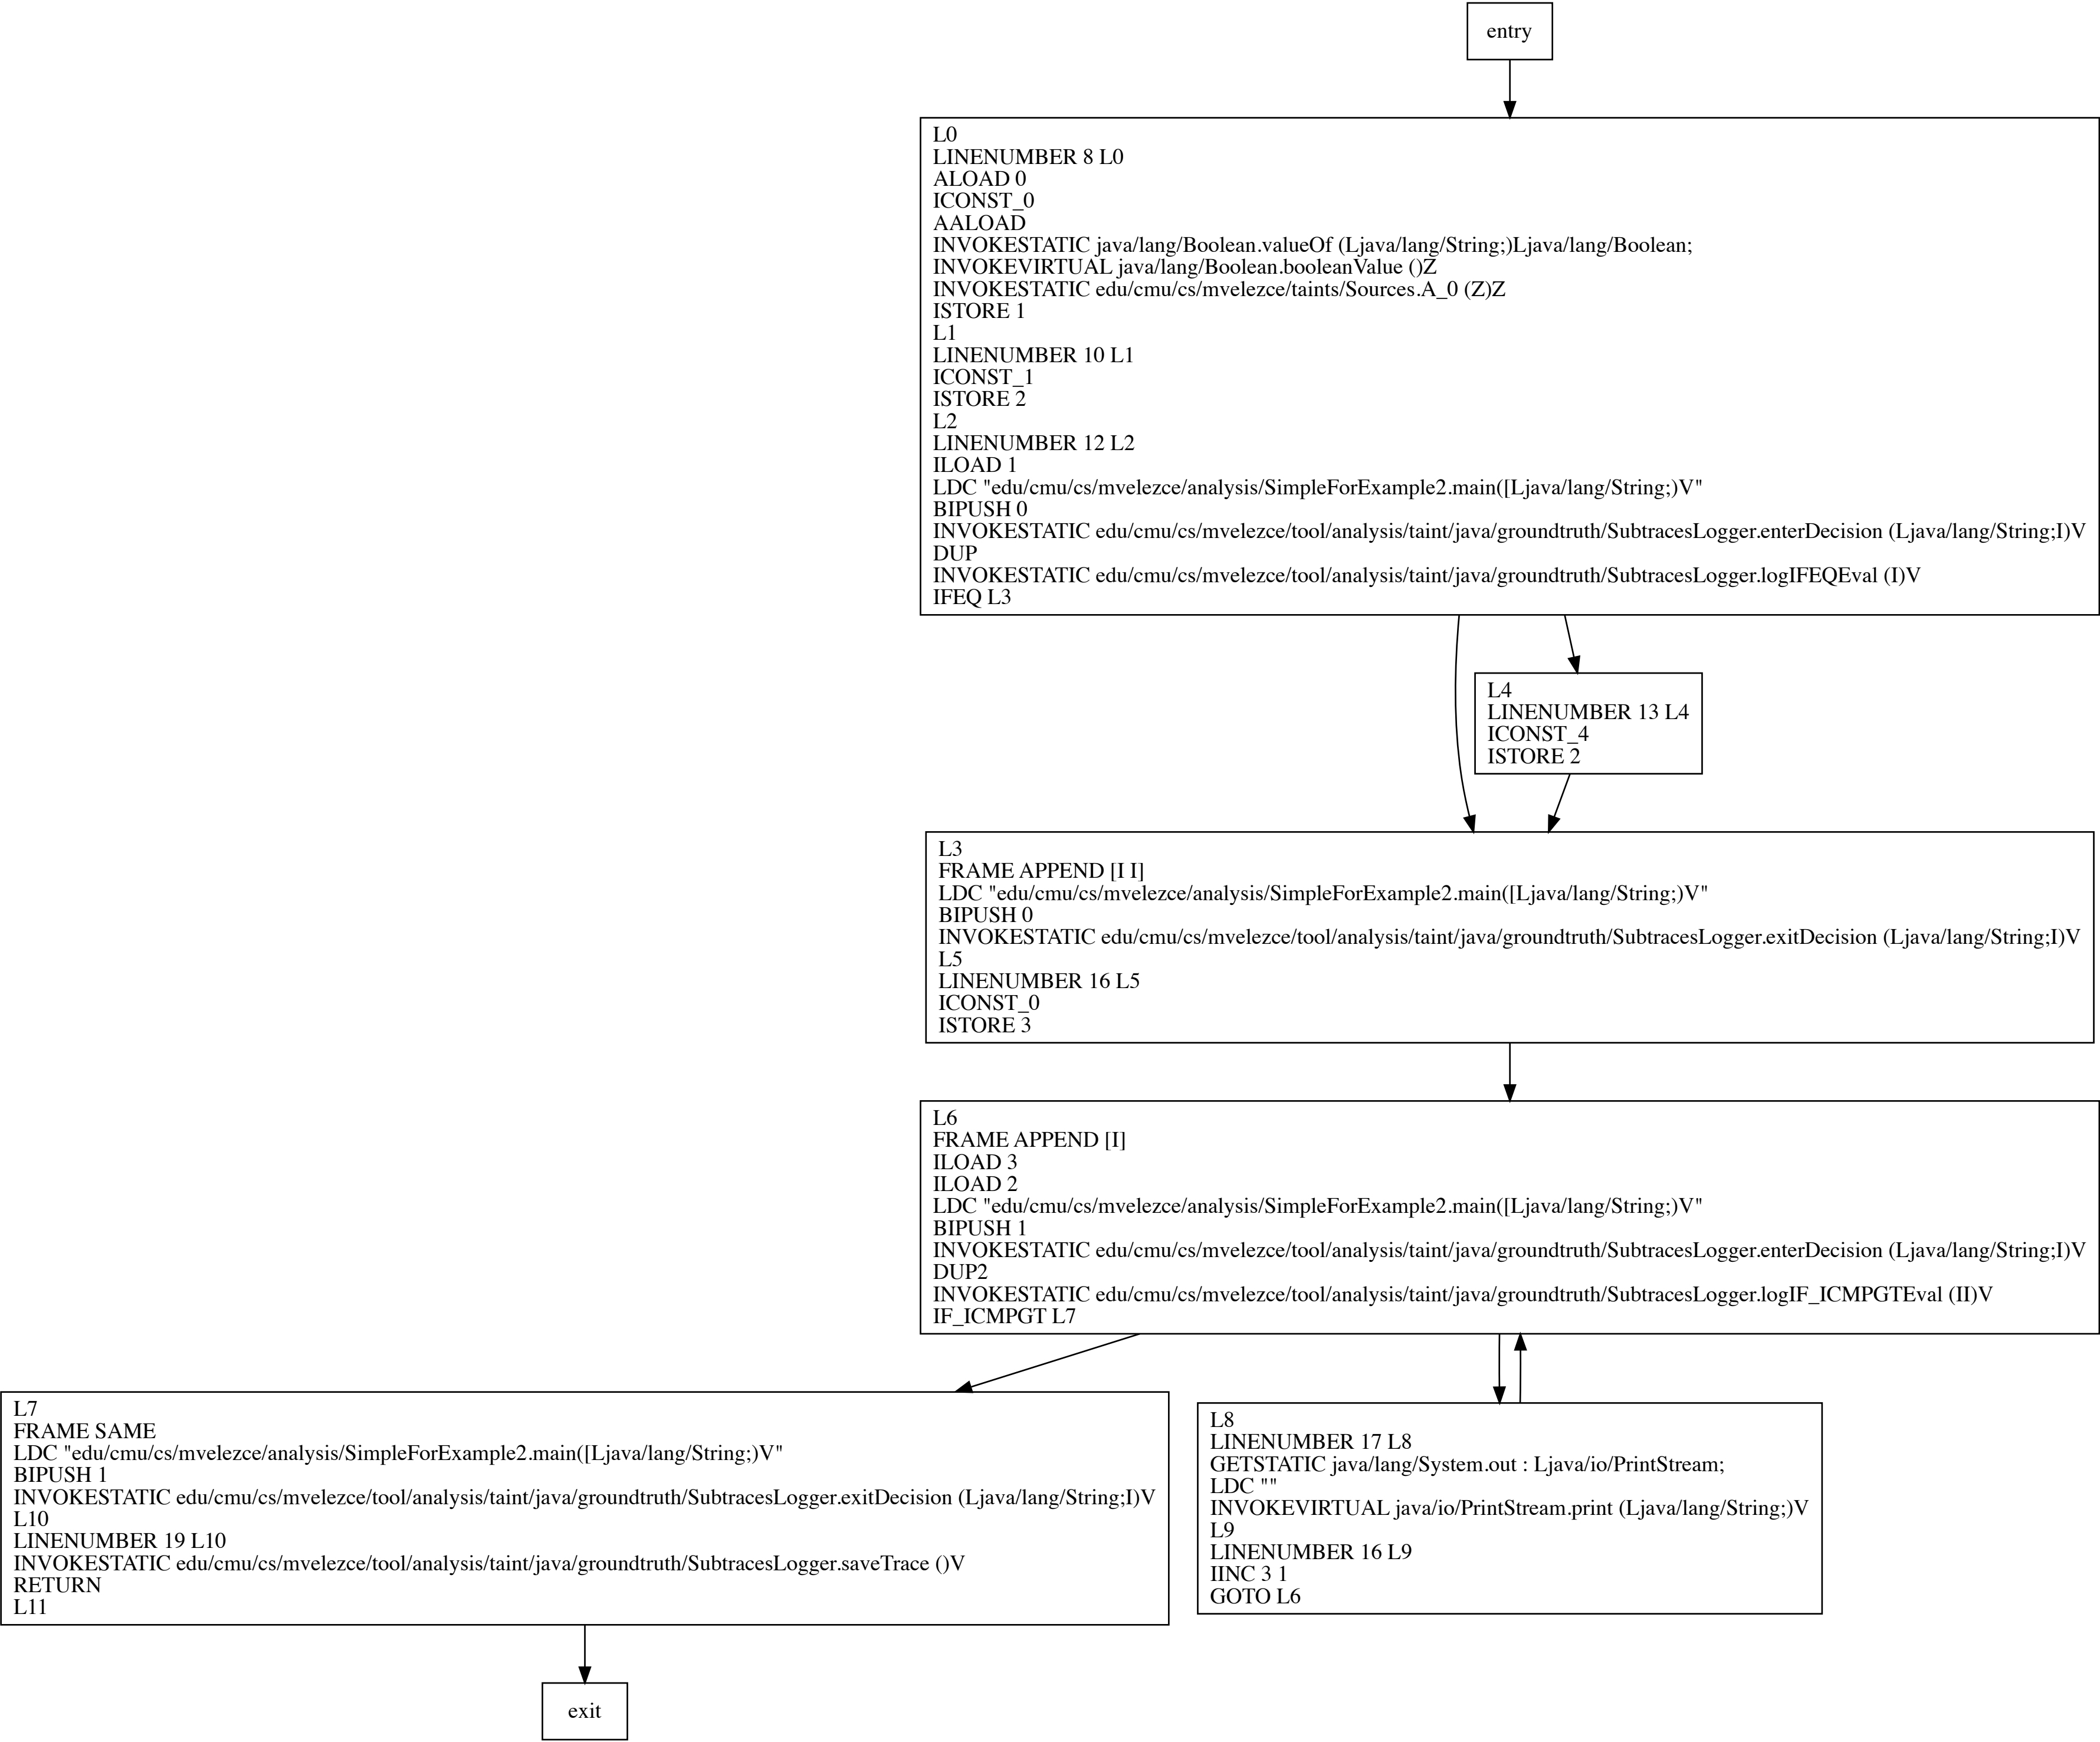 entry
L0
LINENUMBER 8 L0
ALOAD 0
ICONST_0
AALOAD
INVOKESTATIC java/lang/Boolean.valueOf (Ljava/lang/String;)Ljava/lang/Boolean;
INVOKEVIRTUAL java/lang/Boolean.booleanValue ()Z
INVOKESTATIC edu/cmu/cs/mvelezce/taints/Sources.A_0 (Z)Z
ISTORE 1
L1
LINENUMBER 10 L1
ICONST_1
ISTORE 2
L2
LINENUMBER 12 L2
ILOAD 1
LDC "edu/cmu/cs/mvelezce/analysis/SimpleForExample2.main([Ljava/lang/String;)V"
BIPUSH 0
INVOKESTATIC edu/cmu/cs/mvelezce/tool/analysis/taint/java/groundtruth/SubtracesLogger.enterDecision (Ljava/lang/String;I)V
DUP
INVOKESTATIC edu/cmu/cs/mvelezce/tool/analysis/taint/java/groundtruth/SubtracesLogger.logIFEQEval (I)V
IFEQ L3
L4
LINENUMBER 13 L4
ICONST_4
ISTORE 2
L3
FRAME APPEND [I I]
LDC "edu/cmu/cs/mvelezce/analysis/SimpleForExample2.main([Ljava/lang/String;)V"
BIPUSH 0
INVOKESTATIC edu/cmu/cs/mvelezce/tool/analysis/taint/java/groundtruth/SubtracesLogger.exitDecision (Ljava/lang/String;I)V
L5
LINENUMBER 16 L5
ICONST_0
ISTORE 3
L6
FRAME APPEND [I]
ILOAD 3
ILOAD 2
LDC "edu/cmu/cs/mvelezce/analysis/SimpleForExample2.main([Ljava/lang/String;)V"
BIPUSH 1
INVOKESTATIC edu/cmu/cs/mvelezce/tool/analysis/taint/java/groundtruth/SubtracesLogger.enterDecision (Ljava/lang/String;I)V
DUP2
INVOKESTATIC edu/cmu/cs/mvelezce/tool/analysis/taint/java/groundtruth/SubtracesLogger.logIF_ICMPGTEval (II)V
IF_ICMPGT L7
L7
FRAME SAME
LDC "edu/cmu/cs/mvelezce/analysis/SimpleForExample2.main([Ljava/lang/String;)V"
BIPUSH 1
INVOKESTATIC edu/cmu/cs/mvelezce/tool/analysis/taint/java/groundtruth/SubtracesLogger.exitDecision (Ljava/lang/String;I)V
L10
LINENUMBER 19 L10
INVOKESTATIC edu/cmu/cs/mvelezce/tool/analysis/taint/java/groundtruth/SubtracesLogger.saveTrace ()V
RETURN
L11
L8
LINENUMBER 17 L8
GETSTATIC java/lang/System.out : Ljava/io/PrintStream;
LDC ""
INVOKEVIRTUAL java/io/PrintStream.print (Ljava/lang/String;)V
L9
LINENUMBER 16 L9
IINC 3 1
GOTO L6
exit